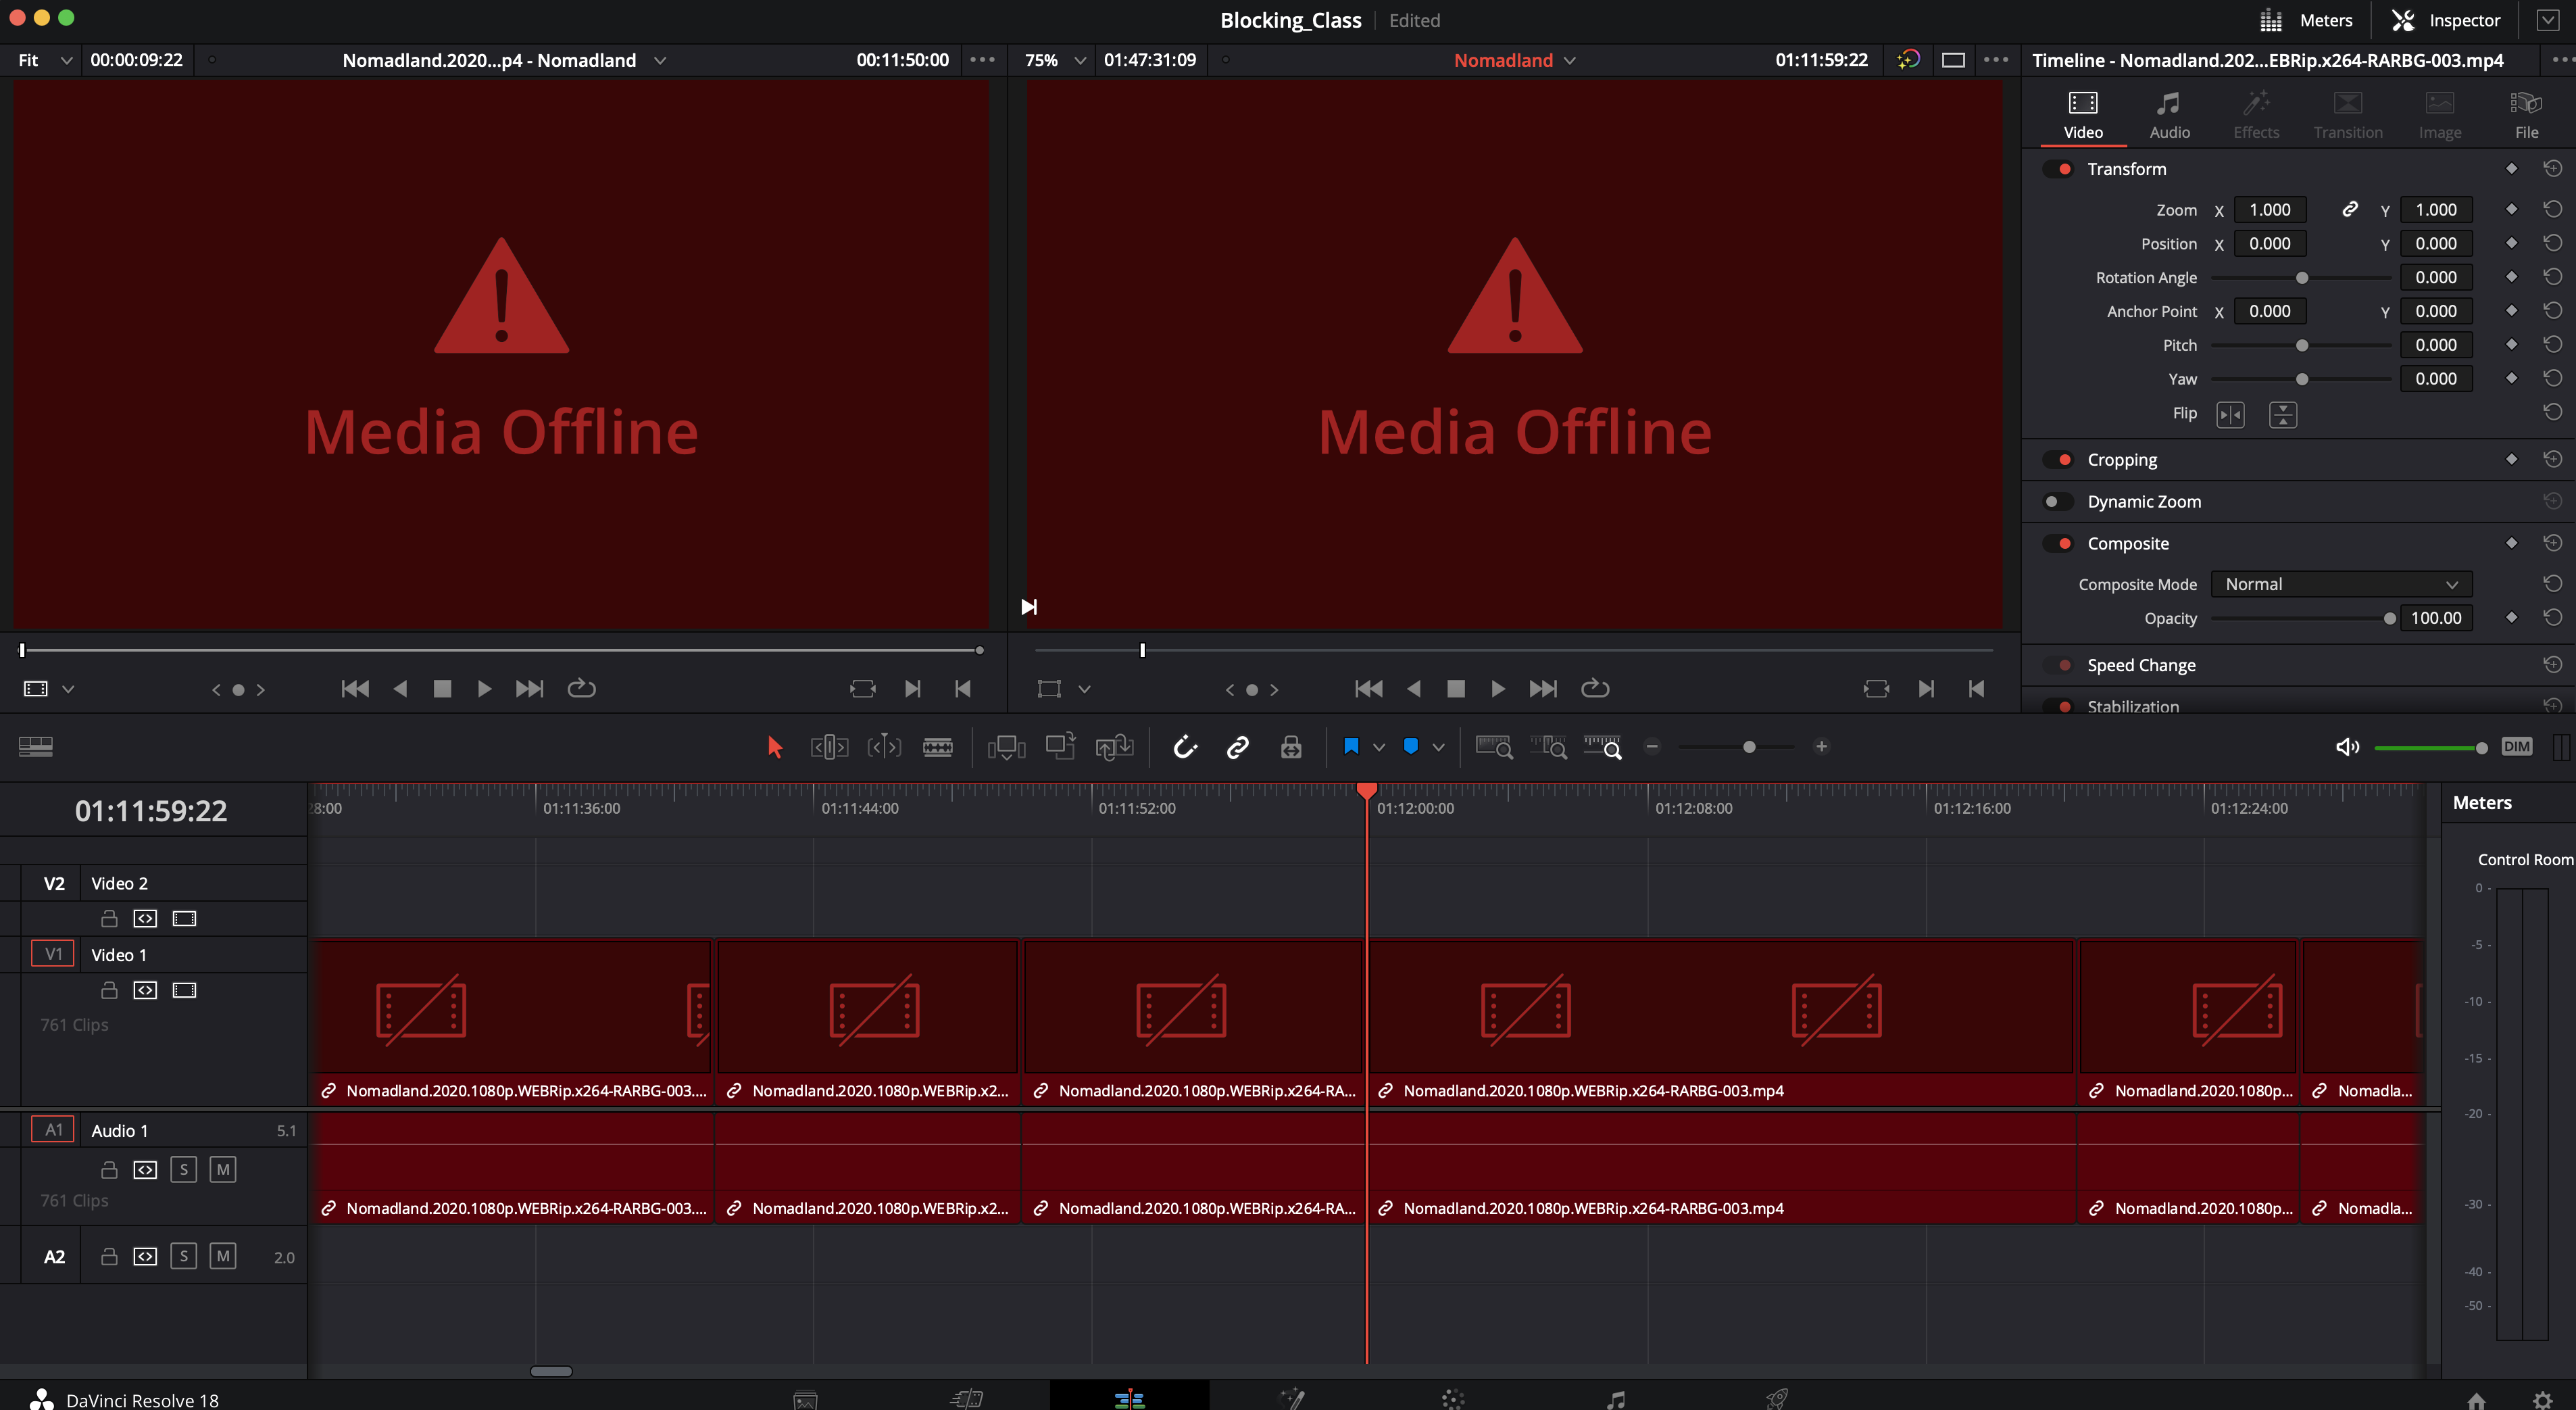 Blocking_Class Edited
Meters Inspector
Fit 00:00:09:22 Nomadland.2020...p4 - Nomadland 00:11:50:00 75% 01:47:31:09 Nomadland 01:11:59:22 Timeline - Nomadland.202...EBRip.x264-RARBG-003.mp4
Video Audio Effects Transition Image File
Transform
Zoom X 1.000 Y 1.000
Position X 0.000 Y 0.000
Rotation Angle 0.000
Anchor Point X 0.000 Y 0.000
Pitch 0.000
Yaw 0.000
Flip
Media Offline Media Offline
Cropping
Dynamic Zoom
Composite
Composite Mode Normal
Opacity 100.00
Speed Change
Stabilization
DIM
01:11:59:22 28:00 01:11:36:00 01:11:44:00 01:11:52:00 01:12:00:00 01:12:08:00 01:12:16:00 01:12:24:00
Meters
Control Room
V2 Video 2
V1 Video 1
761 Clips
Nomadland.2020.1080p.WEBRip.x264-RARBG-003.... Nomadland.2020.1080p.WEBRip.x2... Nomadland.2020.1080p.WEBRip.x264-RA... Nomadland.2020.1080p.WEBRip.x264-RARBG-003.mp4 Nomadland.2020.1080p... Nomadla...
A1 Audio 1 5.1
S M
761 Clips
Nomadland.2020.1080p.WEBRip.x264-RARBG-003.... Nomadland.2020.1080p.WEBRip.x2... Nomadland.2020.1080p.WEBRip.x264-RA... Nomadland.2020.1080p.WEBRip.x264-RARBG-003.mp4 Nomadland.2020.1080p... Nomadla...
A2 S M 2.0
0 -
-5 -
-10 -
-15 -
-20 -
-30 -
-40 -
-50 -
DaVinci Resolve 18